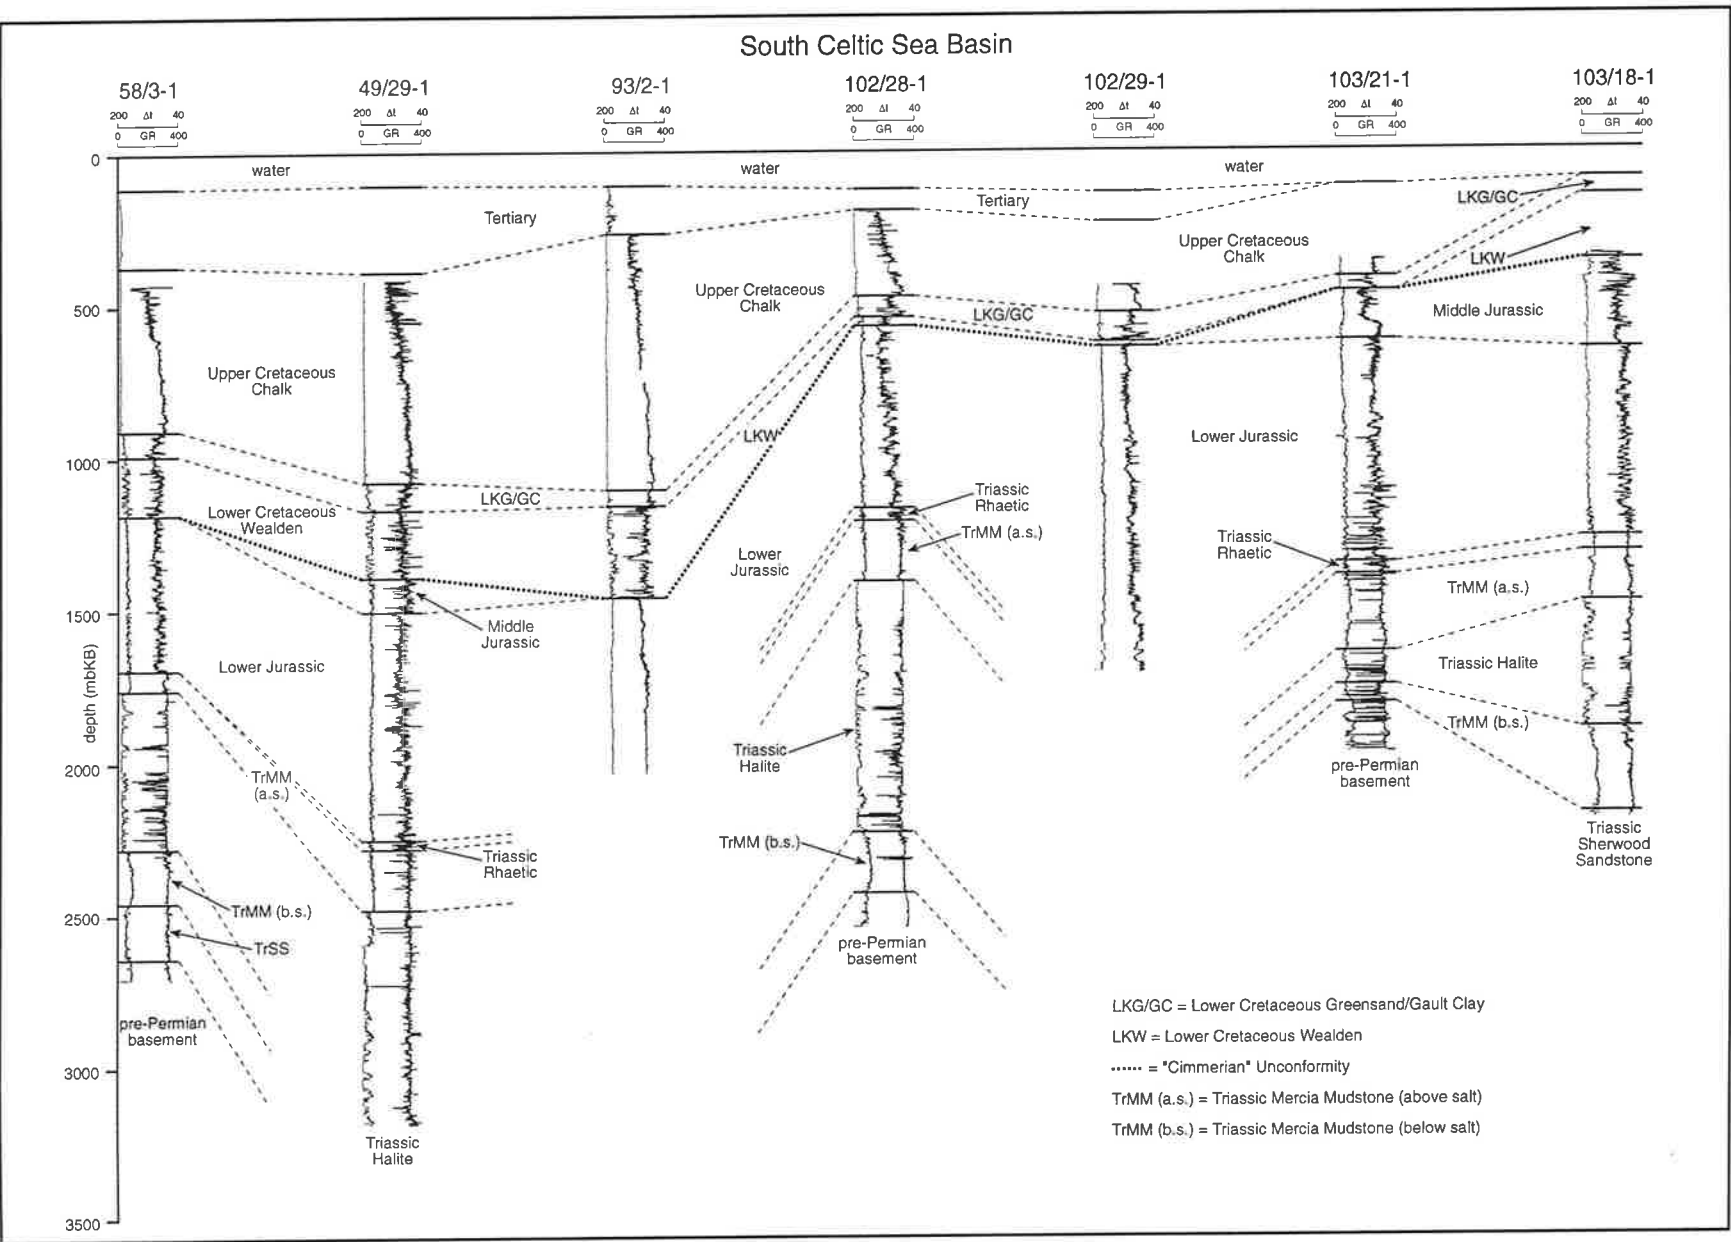 South Celtic Sea Basin
58/3-1
49/29-1
93/2-1
102/28-1
102/29-1
103/21-1
103/18-1
200 Δt 40
0 GR 400
200 Δt 40
0 GR 400
200 Δt 40
0 GR 400
200 Δt 40
0 GR 400
200 Δt 40
0 GR 400
200 Δt 40
0 GR 400
200 Δt 40
0 GR 400
0
500
1000
1500
2000
2500
3000
3500
depth (mbKB)
water
water
water
Tertiary
Tertiary
LKG/GC
Upper Cretaceous
Chalk
LKW
Upper Cretaceous
Chalk
LKG/GC
Middle Jurassic
Upper Cretaceous
Chalk
LKW
Lower Jurassic
LKG/GC
Triassic
Rhaetic
Lower Cretaceous
Wealden
TrMM (a.s.)
Triassic
Rhaetic
Lower
Jurassic
TrMM (a.s.)
Middle
Jurassic
Lower Jurassic
Triassic Halite
TrMM (b.s.)
Triassic
Halite
TrMM
(a.s.)
pre-Permian
basement
Triassic
Sherwood
Sandstone
TrMM (b.s.)
Triassic
Rhaetic
TrMM (b.s.)
TrSS
pre-Permian
basement
pre-Permian
basement
Triassic
Halite
LKG/GC = Lower Cretaceous Greensand/Gault Clay
LKW = Lower Cretaceous Wealden
...... = "Cimmerian" Unconformity
TrMM (a.s.) = Triassic Mercia Mudstone (above salt)
TrMM (b.s.) = Triassic Mercia Mudstone (below salt)